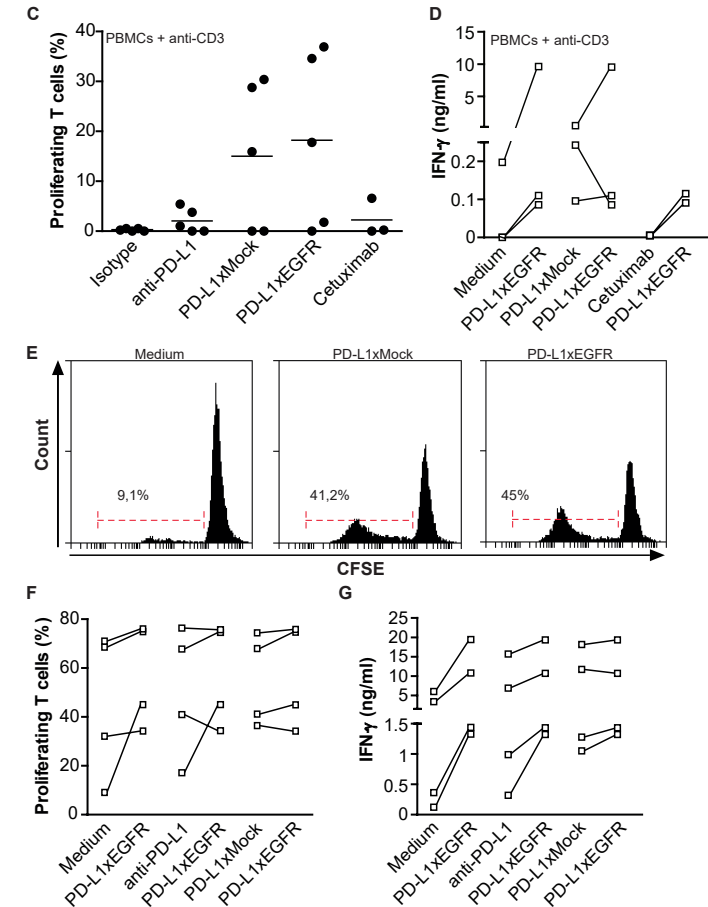 C
PBMCs + anti-CD3
Proliferating T cells (%)
40
30
20
10
0
Isotype
anti-PD-L1
PD-L1xMock
PD-L1xEGFR
Cetuximab
D
PBMCs + anti-CD3
IFN-γ (ng/ml)
15
10
5
0.2
0.1
0
Medium
PD-L1xEGFR
PD-L1xMock
PD-L1xEGFR
Cetuximab
PD-L1xEGFR
E
Medium
PD-L1xMock
PD-L1xEGFR
Count
9,1%
41,2%
45%
CFSE
F
Proliferating T cells (%)
80
60
40
20
0
Medium
PD-L1xEGFR
anti-PD-L1
PD-L1xEGFR
PD-L1xMock
PD-L1xEGFR
G
IFN-γ (ng/ml)
25
20
15
10
5
1.5
1
0.5
0
Medium
PD-L1xEGFR
anti-PD-L1
PD-L1xEGFR
PD-L1xMock
PD-L1xEGFR